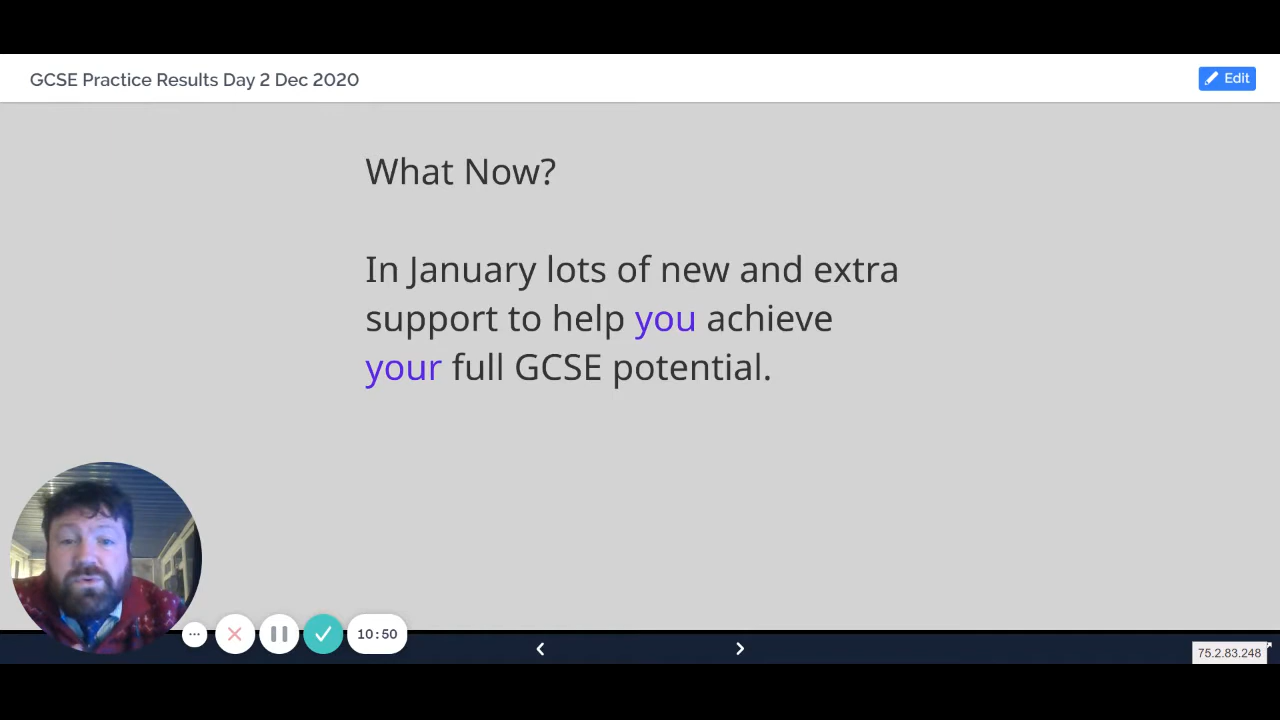 GCSE Practice Results Day 2 Dec 2020
Edit
What Now?
In January lots of new and extra
support to help you achieve
your full GCSE potential.
10:50
75.2.83.248